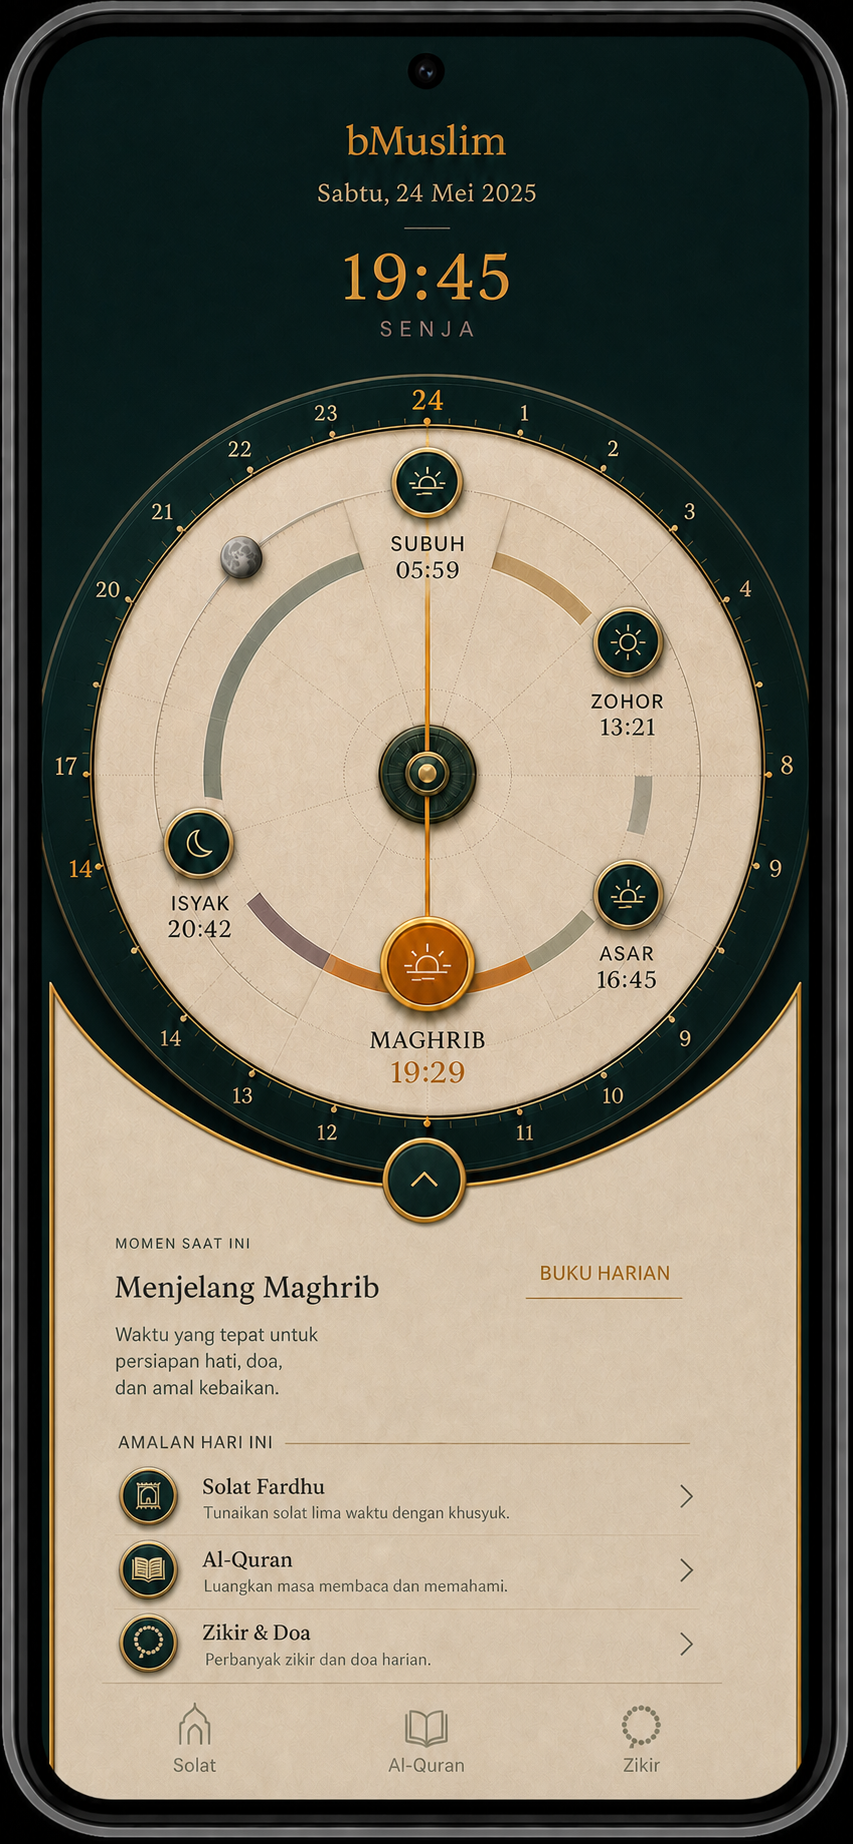 bMuslim
Sabtu, 24 Mei 2025
19:45
SENJA
24
23
1
22
2
21
3
20
4
SUBUH
05:59
ZOHOR
13:21
17
8
14
9
ISYAK
20:42
ASAR
16:45
MAGHRIB
19:29
14
9
13
10
12
11
MOMEN SAAT INI
Menjelang Maghrib
BUKU HARIAN
Waktu yang tepat untuk
persiapan hati, doa,
dan amal kebaikan.
AMALAN HARI INI
Solat Fardhu
Tunaikan solat lima waktu dengan khusyuk.
Al-Quran
Luangkan masa membaca dan memahami.
Zikir & Doa
Perbanyak zikir dan doa harian.
Solat
Al-Quran
Zikir